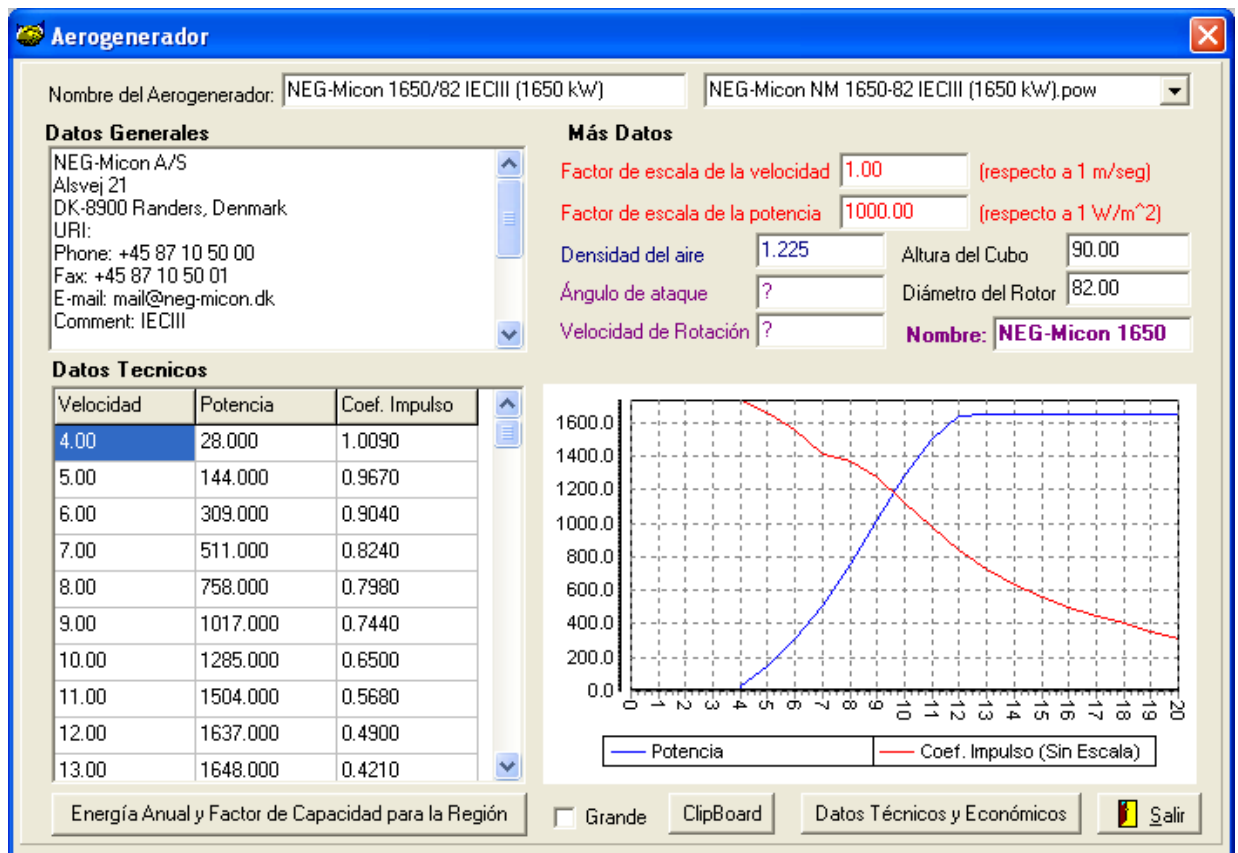 Aerogenerador
Nombre del Aerogenerador: NEG-Micon 1650/82 IECIII (1650 kW) NEG-Micon NM 1650-82 IECIII (1650 kW).pow
Datos Generales
NEG-Micon A/S
Alsvej 21
DK-8900 Randers, Denmark
URI:
Phone: +45 87 10 50 00
Fax: +45 87 10 50 01
E-mail: mail@neg-micon.dk
Comment: IECIII
Más Datos
Factor de escala de la velocidad 1.00 (respecto a 1 m/seg)
Factor de escala de la potencia 1000.00 (respecto a 1 W/m^2)
Densidad del aire 1.225 Altura del Cubo 90.00
Ángulo de ataque ? Diámetro del Rotor 82.00
Velocidad de Rotación ? Nombre: NEG-Micon 1650
Datos Tecnicos
Velocidad Potencia Coef. Impulso
4.00 28.000 1.0090
5.00 144.000 0.9670
6.00 309.000 0.9040
7.00 511.000 0.8240
8.00 758.000 0.7980
9.00 1017.000 0.7440
10.00 1285.000 0.6500
11.00 1504.000 0.5680
12.00 1637.000 0.4900
13.00 1648.000 0.4210
1600.0
1400.0
1200.0
1000.0
800.0
600.0
400.0
200.0
0.0
0 1 2 3 4 5 6 7 8 9 10 11 12 13 14 15 16 17 18 19 20
Potencia Coef. Impulso (Sin Escala)
Energía Anual y Factor de Capacidad para la Región Grande ClipBoard Datos Técnicos y Económicos Salir